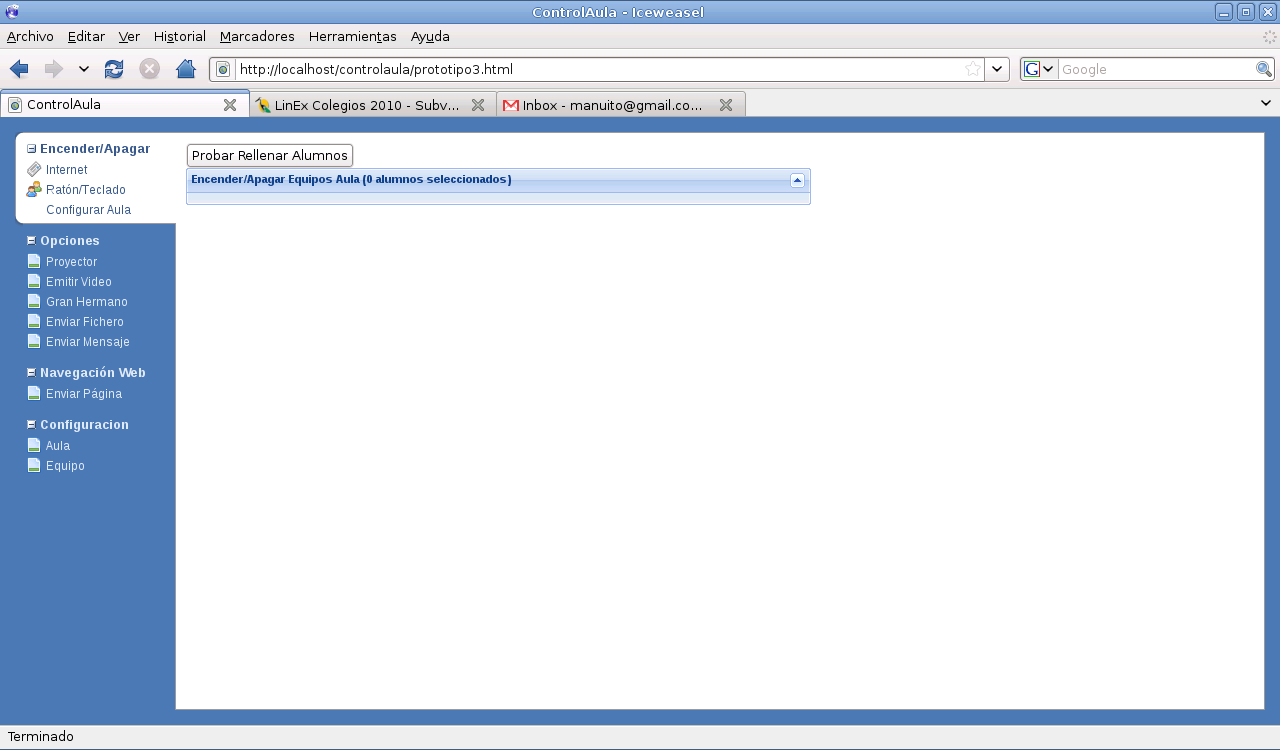 ControlAula - Iceweasel
Archivo Editar Ver Historial Marcadores Herramientas Ayuda
http://localhost/controlaula/prototipo3.html
G
Google
ControlAula
LinEx Colegios 2010 - Subv...
Inbox - manuito@gmail.co...
Encender/Apagar
Internet
Ratón/Teclado
Configurar Aula
Opciones
Proyector
Emitir Video
Gran Hermano
Enviar Fichero
Enviar Mensaje
Navegación Web
Enviar Página
Configuracion
Aula
Equipo
Probar Rellenar Alumnos
Encender/Apagar Equipos Aula (0 alumnos seleccionados)
Terminado